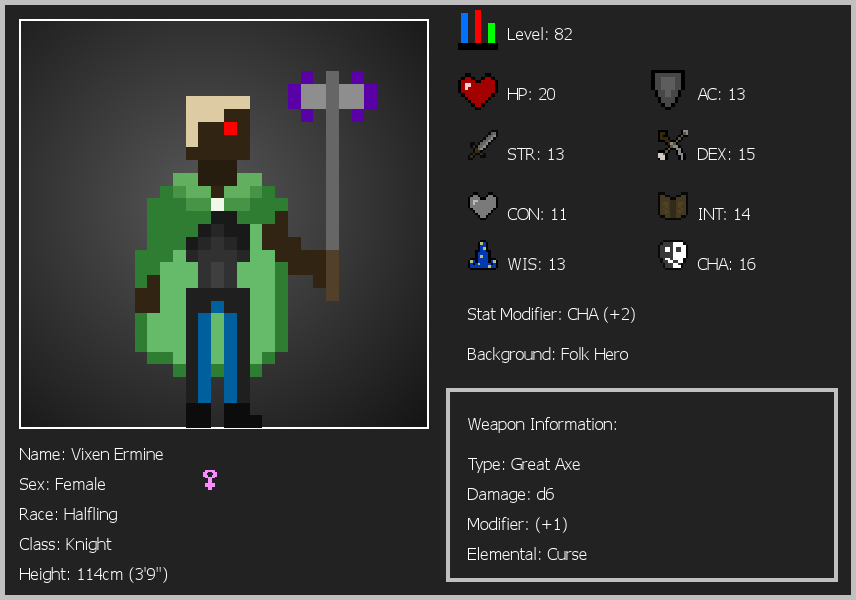 Level: 82
HP: 20
AC: 13
STR: 13
DEX: 15
CON: 11
INT: 14
WIS: 13
CHA: 16
Stat Modifier: CHA (+2)
Background: Folk Hero
Weapon Information:
Type: Great Axe
Damage: d6
Modifier: (+1)
Elemental: Curse
Name: Vixen Ermine
Sex: Female
Race: Halfling
Class: Knight
Height: 114cm (3'9")